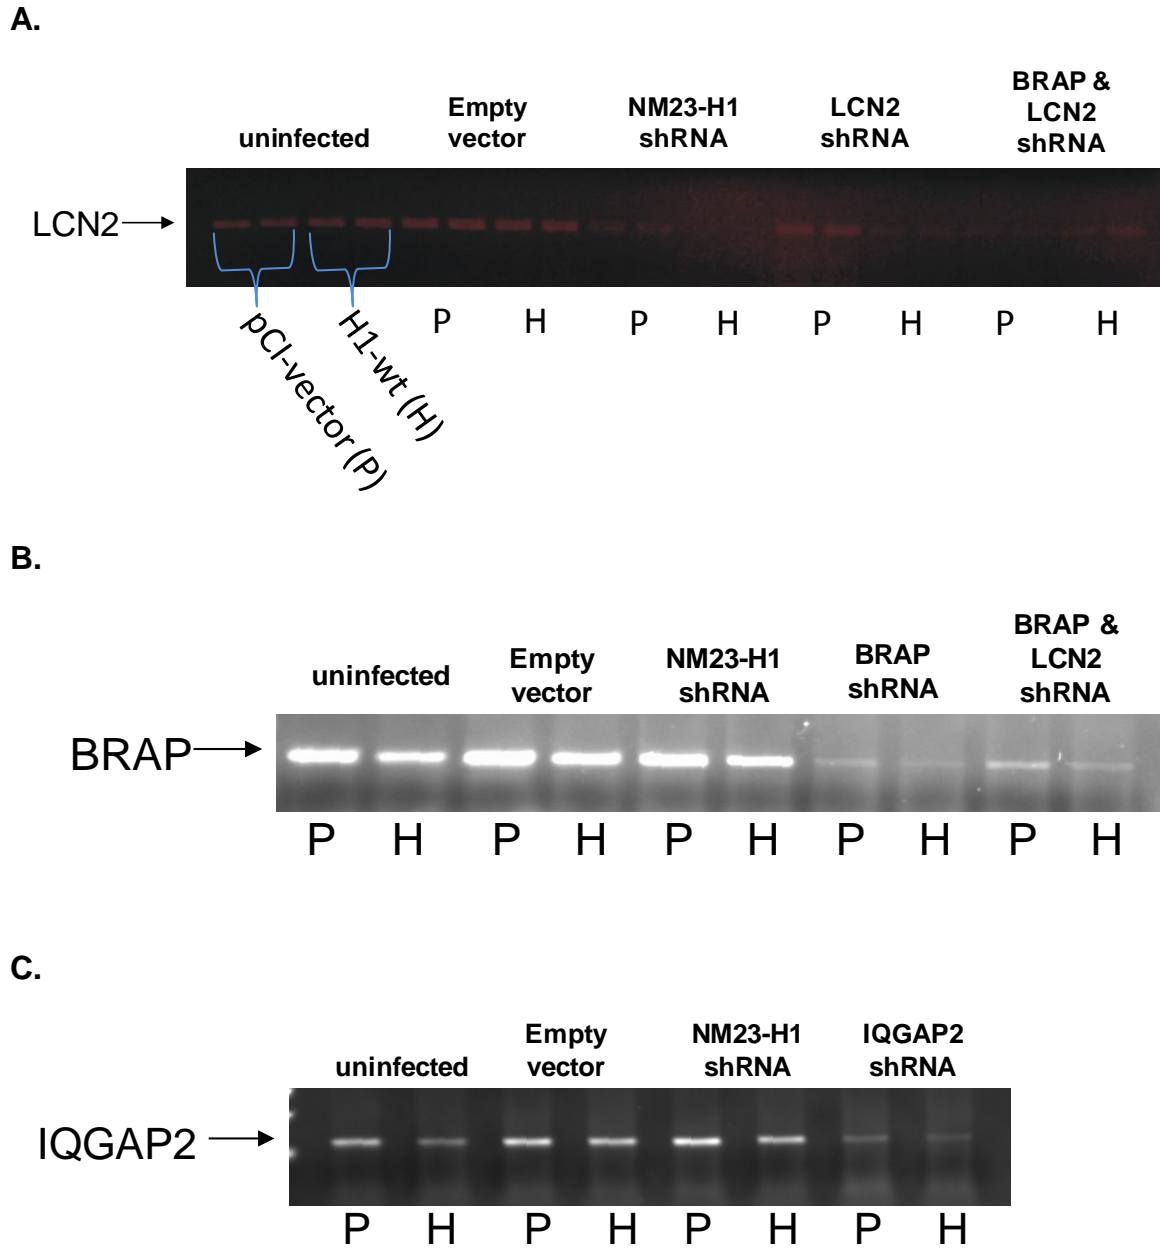 A.
uninfected
Empty
vector
NM23-H1
shRNA
LCN2
shRNA
BRAP &
LCN2
shRNA
LCN2
P H P H P H P H
pCI-vector (P)
H1-wt (H)
B.
uninfected
Empty
vector
NM23-H1
shRNA
BRAP
shRNA
BRAP &
LCN2
shRNA
BRAP
P H P H P H P H P H
C.
uninfected
Empty
vector
NM23-H1
shRNA
IQGAP2
shRNA
IQGAP2
P H P H P H P H